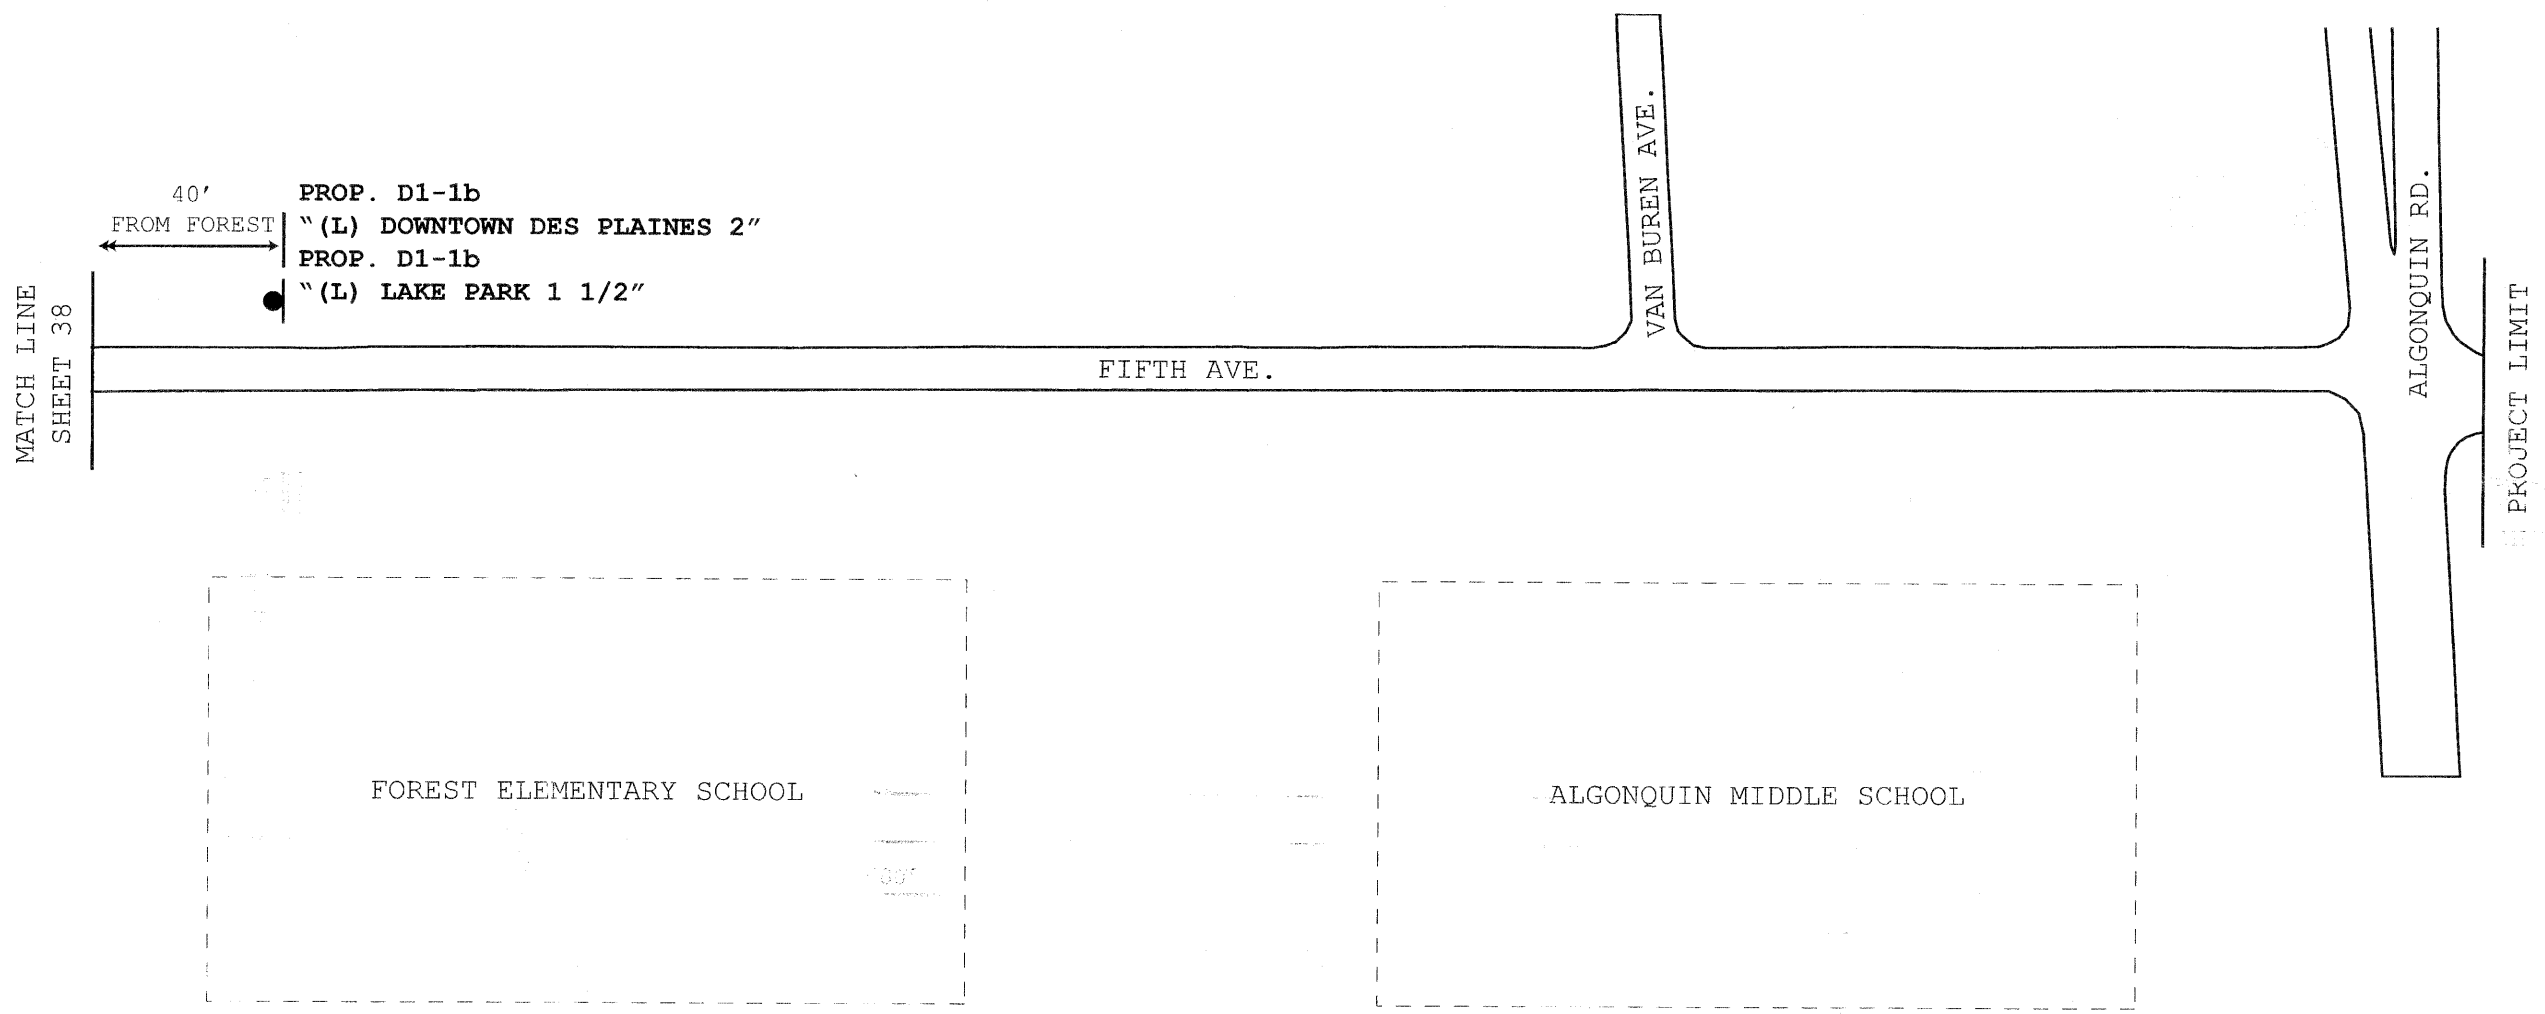 40'
FROM FOREST
PROP. D1-1b
"(L) DOWNTOWN DES PLAINES 2"
PROP. D1-1b
"(L) LAKE PARK 1 1/2"
MATCH LINE
SHEET 38
FIFTH AVE.
VAN BUREN AVE.
ALGONQUIN RD.
PROJECT LIMIT
FOREST ELEMENTARY SCHOOL
ALGONQUIN MIDDLE SCHOOL